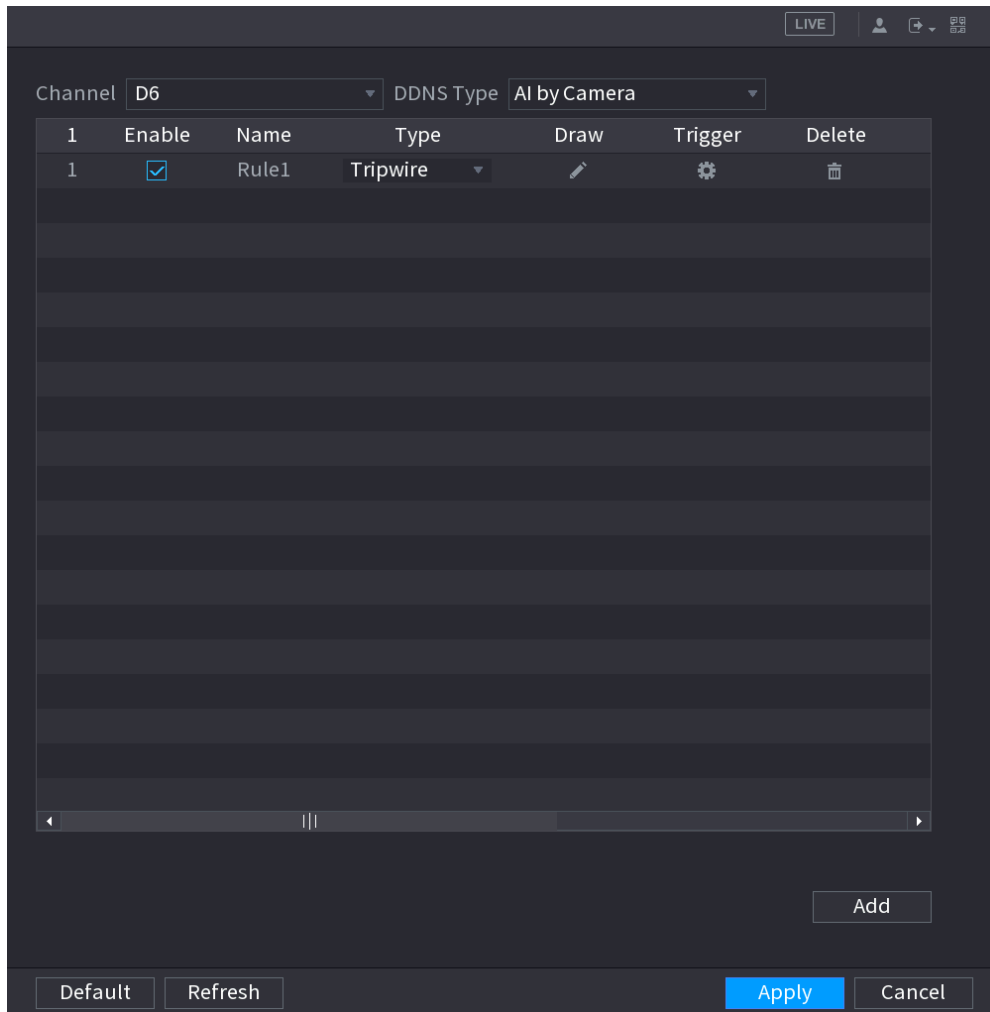 LIVE
Channel D6 DDNS Type AI by Camera
1 Enable Name Type Draw Trigger Delete
1 Rule1 Tripwire
Add
Default Refresh Apply Cancel